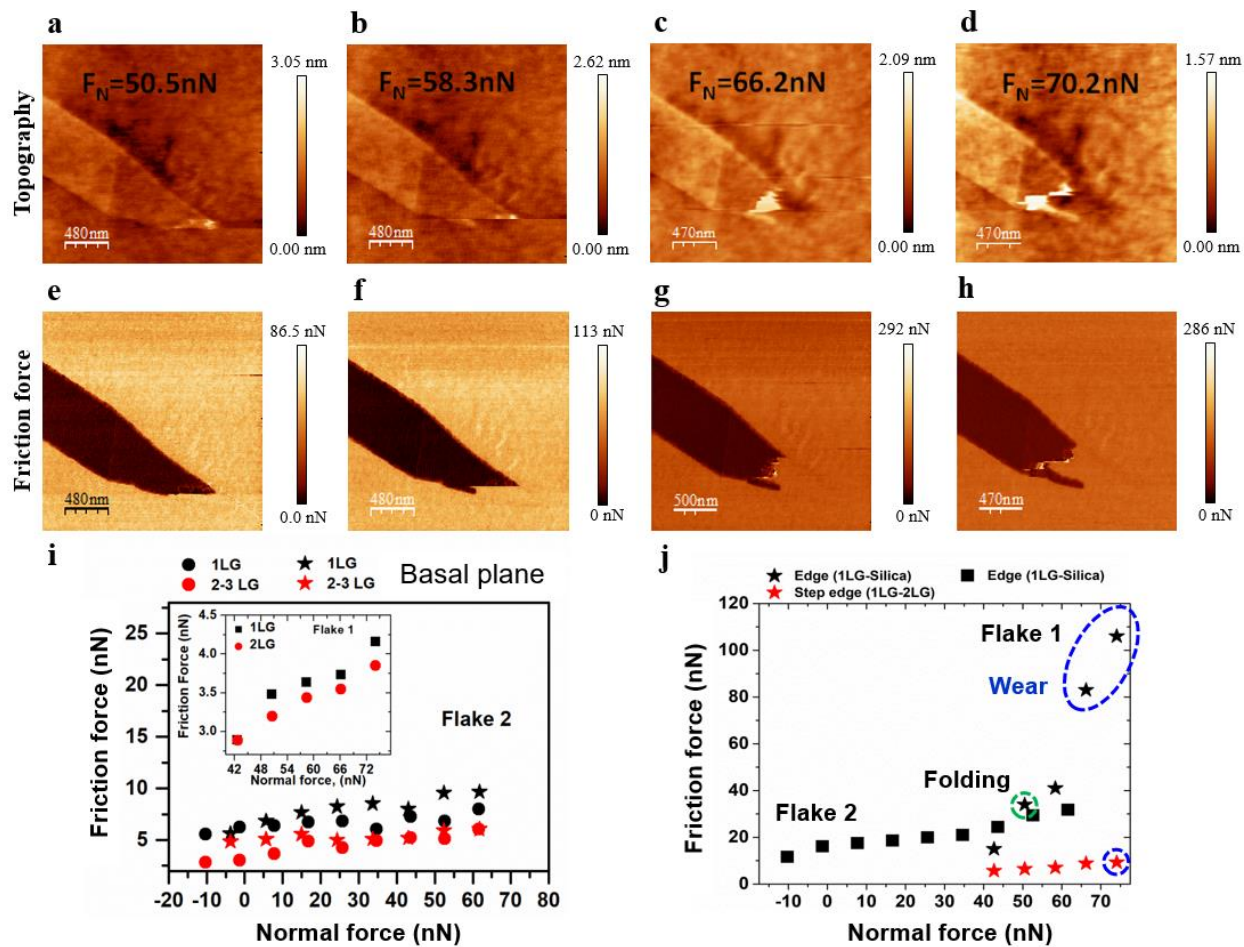 a
b
c
d
Topography
F_N=50.5nN
3.05 nm
0.00 nm
480nm
F_N=58.3nN
2.62 nm
0.00 nm
480nm
F_N=66.2nN
2.09 nm
0.00 nm
470nm
F_N=70.2nN
1.57 nm
0.00 nm
470nm
e
f
g
h
Friction force
86.5 nN
0.0 nN
480nm
113 nN
0 nN
480nm
292 nN
0 nN
500nm
286 nN
0 nN
470nm
i
1LG
2-3 LG
1LG
2-3 LG
Basal plane
Friction force (nN)
25
20
15
10
5
-20 -10 0 10 20 30 40 50 60 70 80
Normal force (nN)
Flake 2
1LG
2LG
Flake 1
Friction Force (nN)
4.5
4.0
3.5
3.0
42 48 54 60 66 72
Normal force, (nN)
j
Edge (1LG-Silica)
Edge (1LG-Silica)
Step edge (1LG-2LG)
Friction force (nN)
120
100
80
60
40
20
0
Flake 1
Wear
Folding
Flake 2
-10 0 10 20 30 40 50 60 70
Normal force (nN)